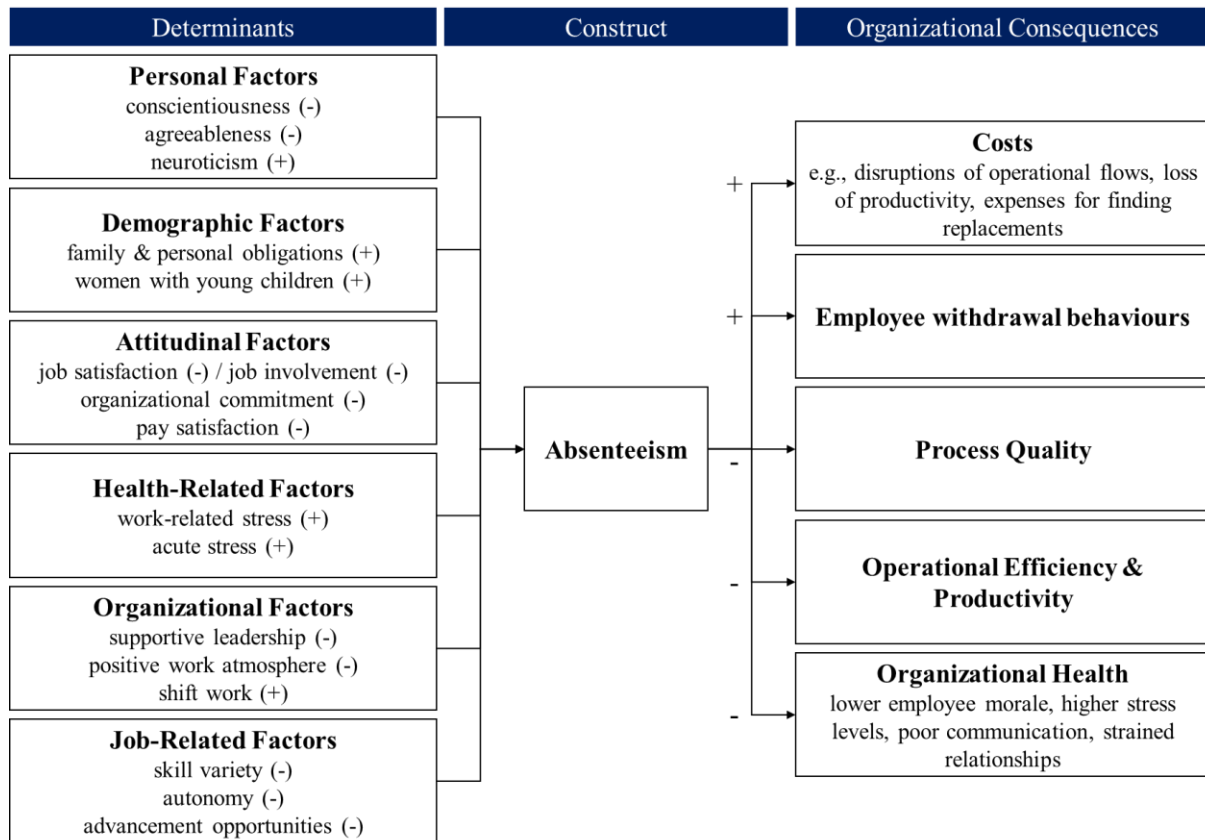 Determinants
Construct
Organizational Consequences
Personal Factors
conscientiousness (-)
agreeableness (-)
neuroticism (+)
Demographic Factors
family & personal obligations (+)
women with young children (+)
Attitudinal Factors
job satisfaction (-) / job involvement (-)
organizational commitment (-)
pay satisfaction (-)
Health-Related Factors
work-related stress (+)
acute stress (+)
Organizational Factors
supportive leadership (-)
positive work atmosphere (-)
shift work (+)
Job-Related Factors
skill variety (-)
autonomy (-)
advancement opportunities (-)
Absenteeism
+
+
-
-
-
Costs
e.g., disruptions of operational flows, loss
of productivity, expenses for finding
replacements
Employee withdrawal behaviours
Process Quality
Operational Efficiency &
Productivity
Organizational Health
lower employee morale, higher stress
levels, poor communication, strained
relationships